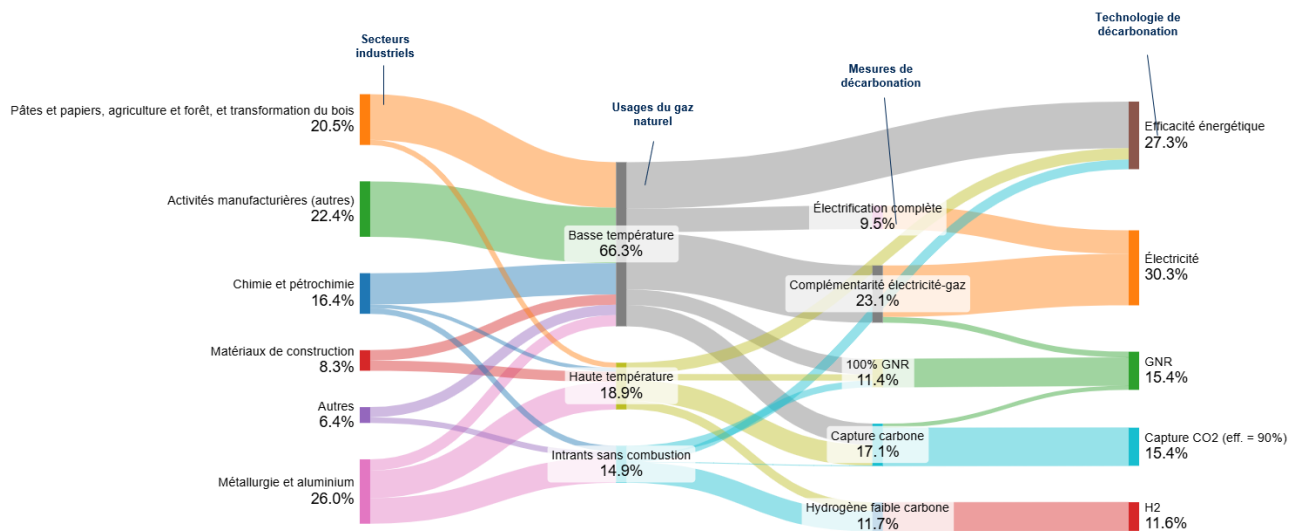 Secteurs
industriels
Usages du gaz
naturel
Mesures de
décarbonation
Technologie de
décarbonation
Pâtes et papiers, agriculture et forêt, et transformation du bois
20.5%
Activités manufacturières (autres)
22.4%
Chimie et pétrochimie
16.4%
Matériaux de construction
8.3%
Autres
6.4%
Métallurgie et aluminium
26.0%
Basse température
66.3%
Haute température
18.9%
Intrants sans combustion
14.9%
Électrification complète
9.5%
Complémentarité électricité-gaz
23.1%
100% GNR
11.4%
Capture carbone
17.1%
Hydrogène faible carbone
11.7%
Efficacité énergétique
27.3%
Électricité
30.3%
GNR
15.4%
Capture CO2 (eff. = 90%)
15.4%
H2
11.6%